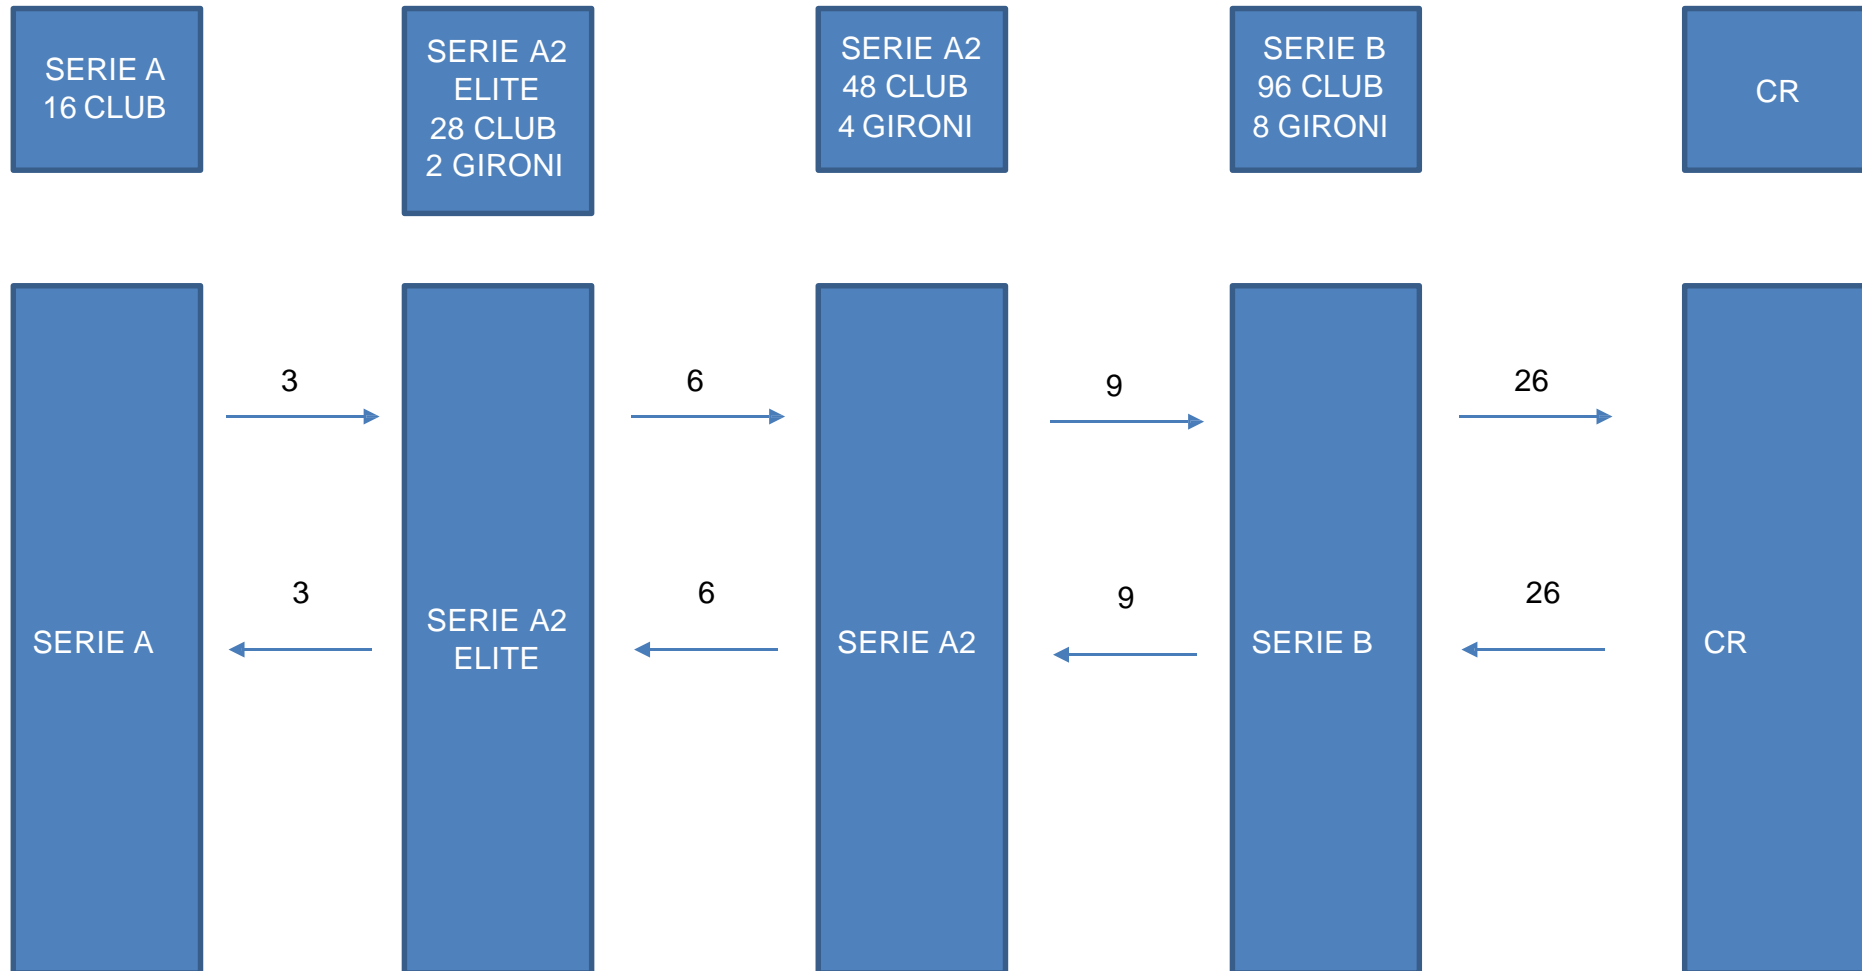 SERIE A
16 CLUB
SERIE A2
ELITE
28 CLUB
2 GIRONI
SERIE A2
48 CLUB
4 GIRONI
SERIE B
96 CLUB
8 GIRONI
CR
3
6
9
26
3
6
9
26
SERIE A
SERIE A2
ELITE
SERIE A2
SERIE B
CR